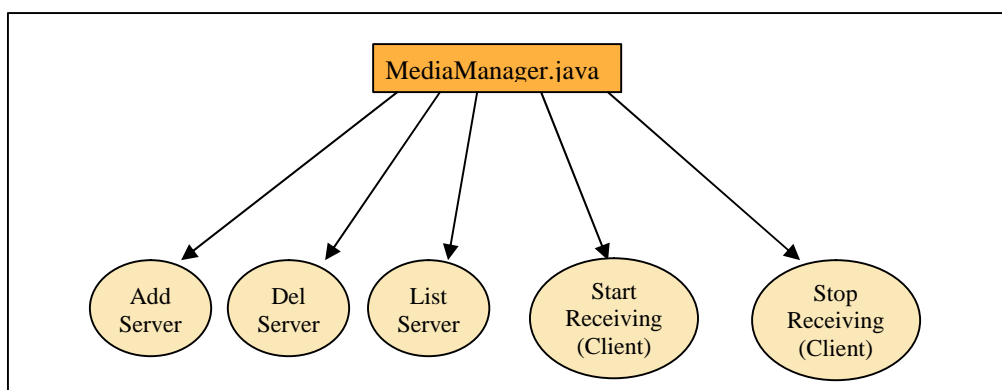 MediaManager.java
Add
Server
Del
Server
List
Server
Start
Receiving
(Client)
Stop
Receiving
(Client)